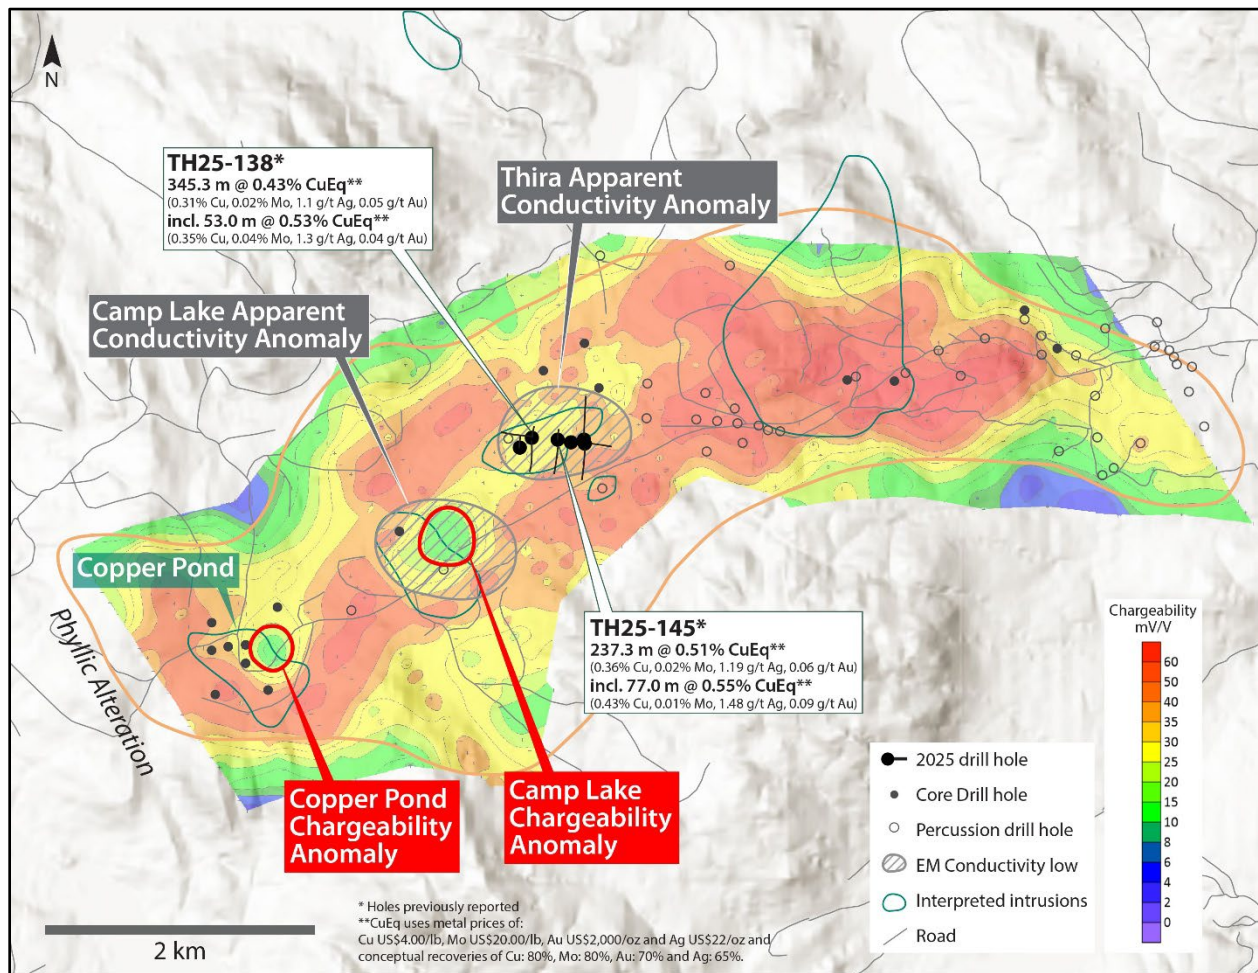 N
TH25-138*
345.3 m @ 0.43% CuEq**
(0.31% Cu, 0.02% Mo, 1.1 g/t Ag, 0.05 g/t Au)
incl. 53.0 m @ 0.53% CuEq**
(0.35% Cu, 0.04% Mo, 1.3 g/t Ag, 0.04 g/t Au)
Thira Apparent
Conductivity Anomaly
Camp Lake Apparent
Conductivity Anomaly
Copper Pond
Phyllic Alteration
TH25-145*
237.3 m @ 0.51% CuEq**
(0.36% Cu, 0.02% Mo, 1.19 g/t Ag, 0.06 g/t Au)
incl. 77.0 m @ 0.55% CuEq**
(0.43% Cu, 0.01% Mo, 1.48 g/t Ag, 0.09 g/t Au)
Copper Pond
Chargeability
Anomaly
Camp Lake
Chargeability
Anomaly
Chargeability
mV/V
60
50
40
35
30
25
20
15
10
8
6
4
2
0
2025 drill hole
Core Drill hole
Percussion drill hole
EM Conductivity low
Interpreted intrusions
Road
2 km
* Holes previously reported
**CuEq uses metal prices of:
Cu US$4.00/lb, Mo US$20.00/lb, Au US$2,000/oz and Ag US$22/oz and
conceptual recoveries of Cu: 80%, Mo: 80%, Au: 70% and Ag: 65%.